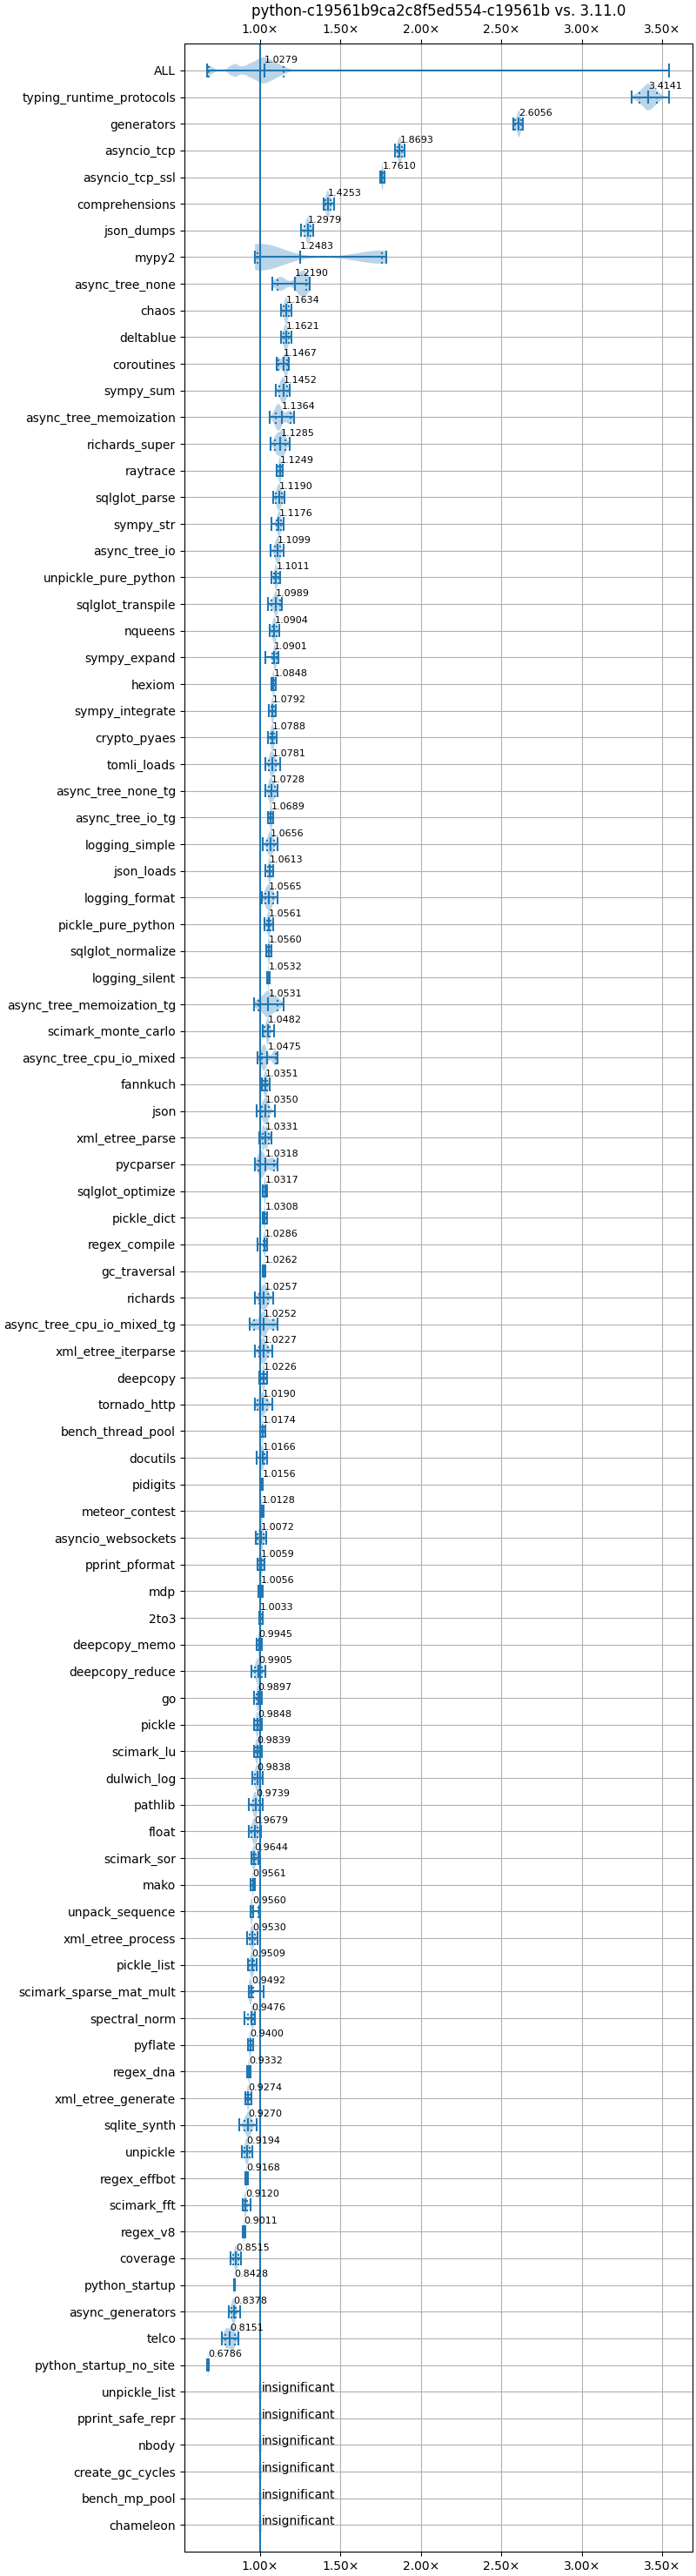 python-c19561b9ca2c8f5ed554-c19561b vs. 3.11.0
1.00× 1.50× 2.00× 2.50× 3.00× 3.50×
ALL 1.0279
typing_runtime_protocols 3.4141
generators 2.6056
asyncio_tcp 1.8693
asyncio_tcp_ssl 1.7610
comprehensions 1.4253
json_dumps 1.2979
mypy2 1.2483
async_tree_none 1.2190
chaos 1.1634
deltablue 1.1621
coroutines 1.1467
sympy_sum 1.1452
async_tree_memoization 1.1364
richards_super 1.1285
raytrace 1.1249
sqlglot_parse 1.1190
sympy_str 1.1176
async_tree_io 1.1099
unpickle_pure_python 1.1011
sqlglot_transpile 1.0989
nqueens 1.0904
sympy_expand 1.0901
hexiom 1.0848
sympy_integrate 1.0792
crypto_pyaes 1.0788
tomli_loads 1.0781
async_tree_none_tg 1.0728
async_tree_io_tg 1.0689
logging_simple 1.0656
json_loads 1.0613
logging_format 1.0565
pickle_pure_python 1.0561
sqlglot_normalize 1.0560
logging_silent 1.0532
async_tree_memoization_tg 1.0531
scimark_monte_carlo 1.0482
async_tree_cpu_io_mixed 1.0475
fannkuch 1.0351
json 1.0350
xml_etree_parse 1.0331
pycparser 1.0318
sqlglot_optimize 1.0317
pickle_dict 1.0308
regex_compile 1.0286
gc_traversal 1.0262
richards 1.0257
async_tree_cpu_io_mixed_tg 1.0252
xml_etree_iterparse 1.0227
deepcopy 1.0226
tornado_http 1.0190
bench_thread_pool 1.0174
docutils 1.0166
pidigits 1.0156
meteor_contest 1.0128
asyncio_websockets 1.0072
pprint_pformat 1.0059
mdp 1.0056
2to3 1.0033
deepcopy_memo 0.9945
deepcopy_reduce 0.9905
go 0.9897
pickle 0.9848
scimark_lu 0.9839
dulwich_log 0.9838
pathlib 0.9739
float 0.9679
scimark_sor 0.9644
mako 0.9561
unpack_sequence 0.9560
xml_etree_process 0.9530
pickle_list 0.9509
scimark_sparse_mat_mult 0.9492
spectral_norm 0.9476
pyflate 0.9400
regex_dna 0.9332
xml_etree_generate 0.9274
sqlite_synth 0.9270
unpickle 0.9194
regex_effbot 0.9168
scimark_fft 0.9120
regex_v8 0.9011
coverage 0.8515
python_startup 0.8428
async_generators 0.8378
telco 0.8151
python_startup_no_site 0.6786
unpickle_list insignificant
pprint_safe_repr insignificant
nbody insignificant
create_gc_cycles insignificant
bench_mp_pool insignificant
chameleon insignificant
1.00× 1.50× 2.00× 2.50× 3.00× 3.50×